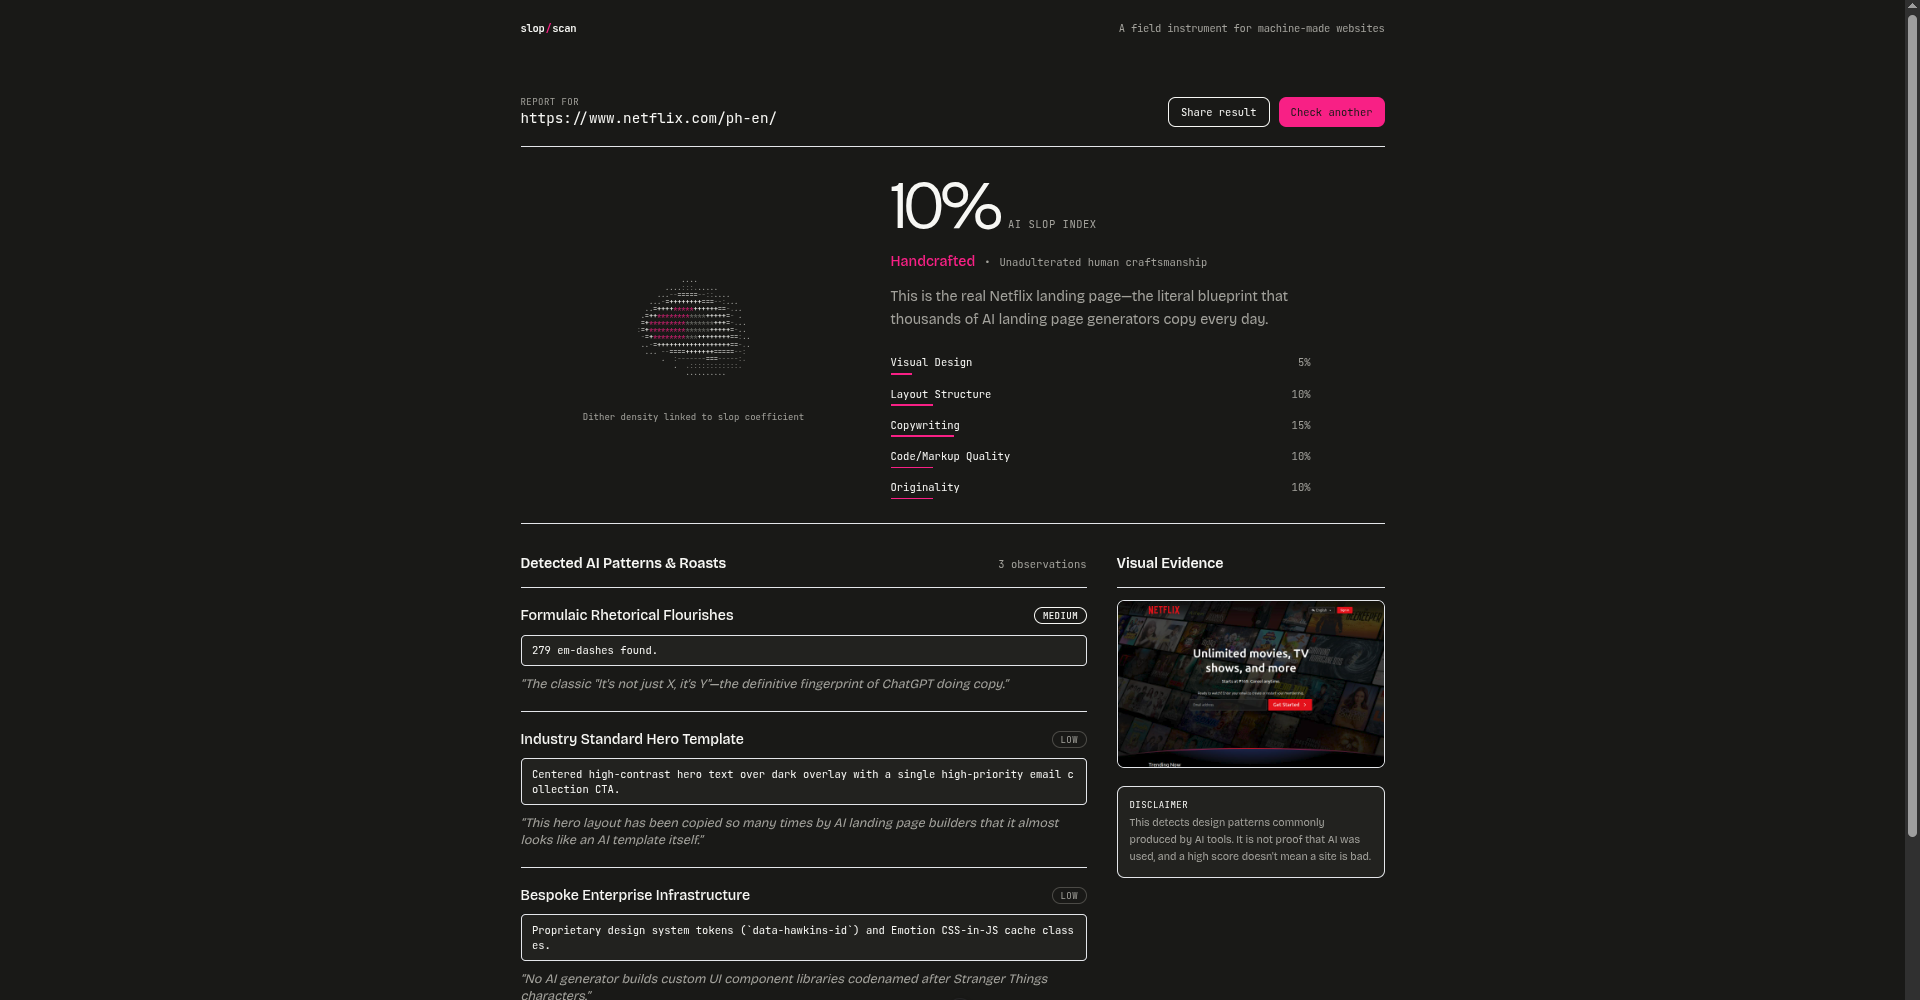 slop/scan
A field instrument for machine-made websites
REPORT FOR
https://www.netflix.com/ph-en/
Share result
Check another
10%
AI SLOP INDEX
Handcrafted • Unadulterated human craftsmanship
This is the real Netflix landing page—the literal blueprint that
thousands of AI landing page generators copy every day.
Visual Design 5%
Layout Structure 10%
Copywriting 15%
Code/Markup Quality 10%
Originality 10%
Dither density linked to slop coefficient
Detected AI Patterns & Roasts
3 observations
Formulaic Rhetorical Flourishes
MEDIUM
279 em-dashes found.
"The classic "It's not just X, it's Y"—the definitive fingerprint of ChatGPT doing copy."
Industry Standard Hero Template
LOW
Centered high-contrast hero text over dark overlay with a single high-priority email c
ollection CTA.
"This hero layout has been copied so many times by AI landing page builders that it almost
looks like an AI template itself."
Bespoke Enterprise Infrastructure
LOW
Proprietary design system tokens (`data-hawkins-id`) and Emotion CSS-in-JS cache class
es.
"No AI generator builds custom UI component libraries codenamed after Stranger Things
characters."
Visual Evidence
NETFLIX
English
Unlimited movies, TV
shows, and more
Get Started
Trending Now
DISCLAIMER
This detects design patterns commonly
produced by AI tools. It is not proof that AI was
used, and a high score doesn't mean a site is bad.